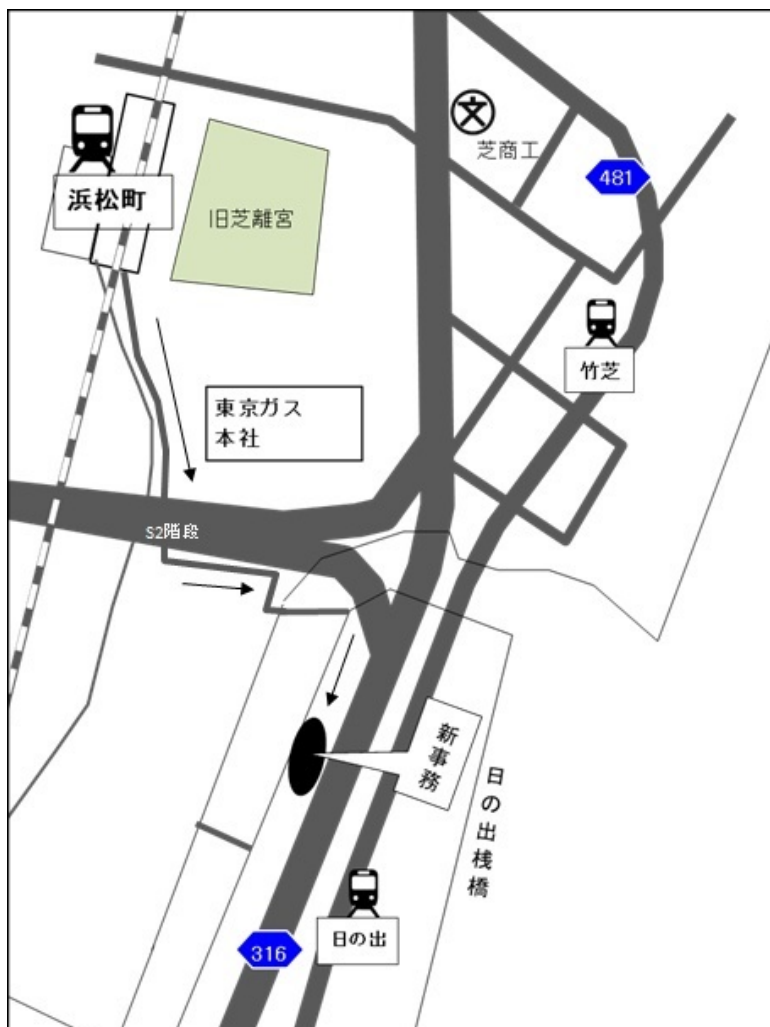 文
芝商工
481
浜松町
旧芝離宮
竹芝
東京ガス
本社
S2階段
新事務
日の出桟橋
日の出
316